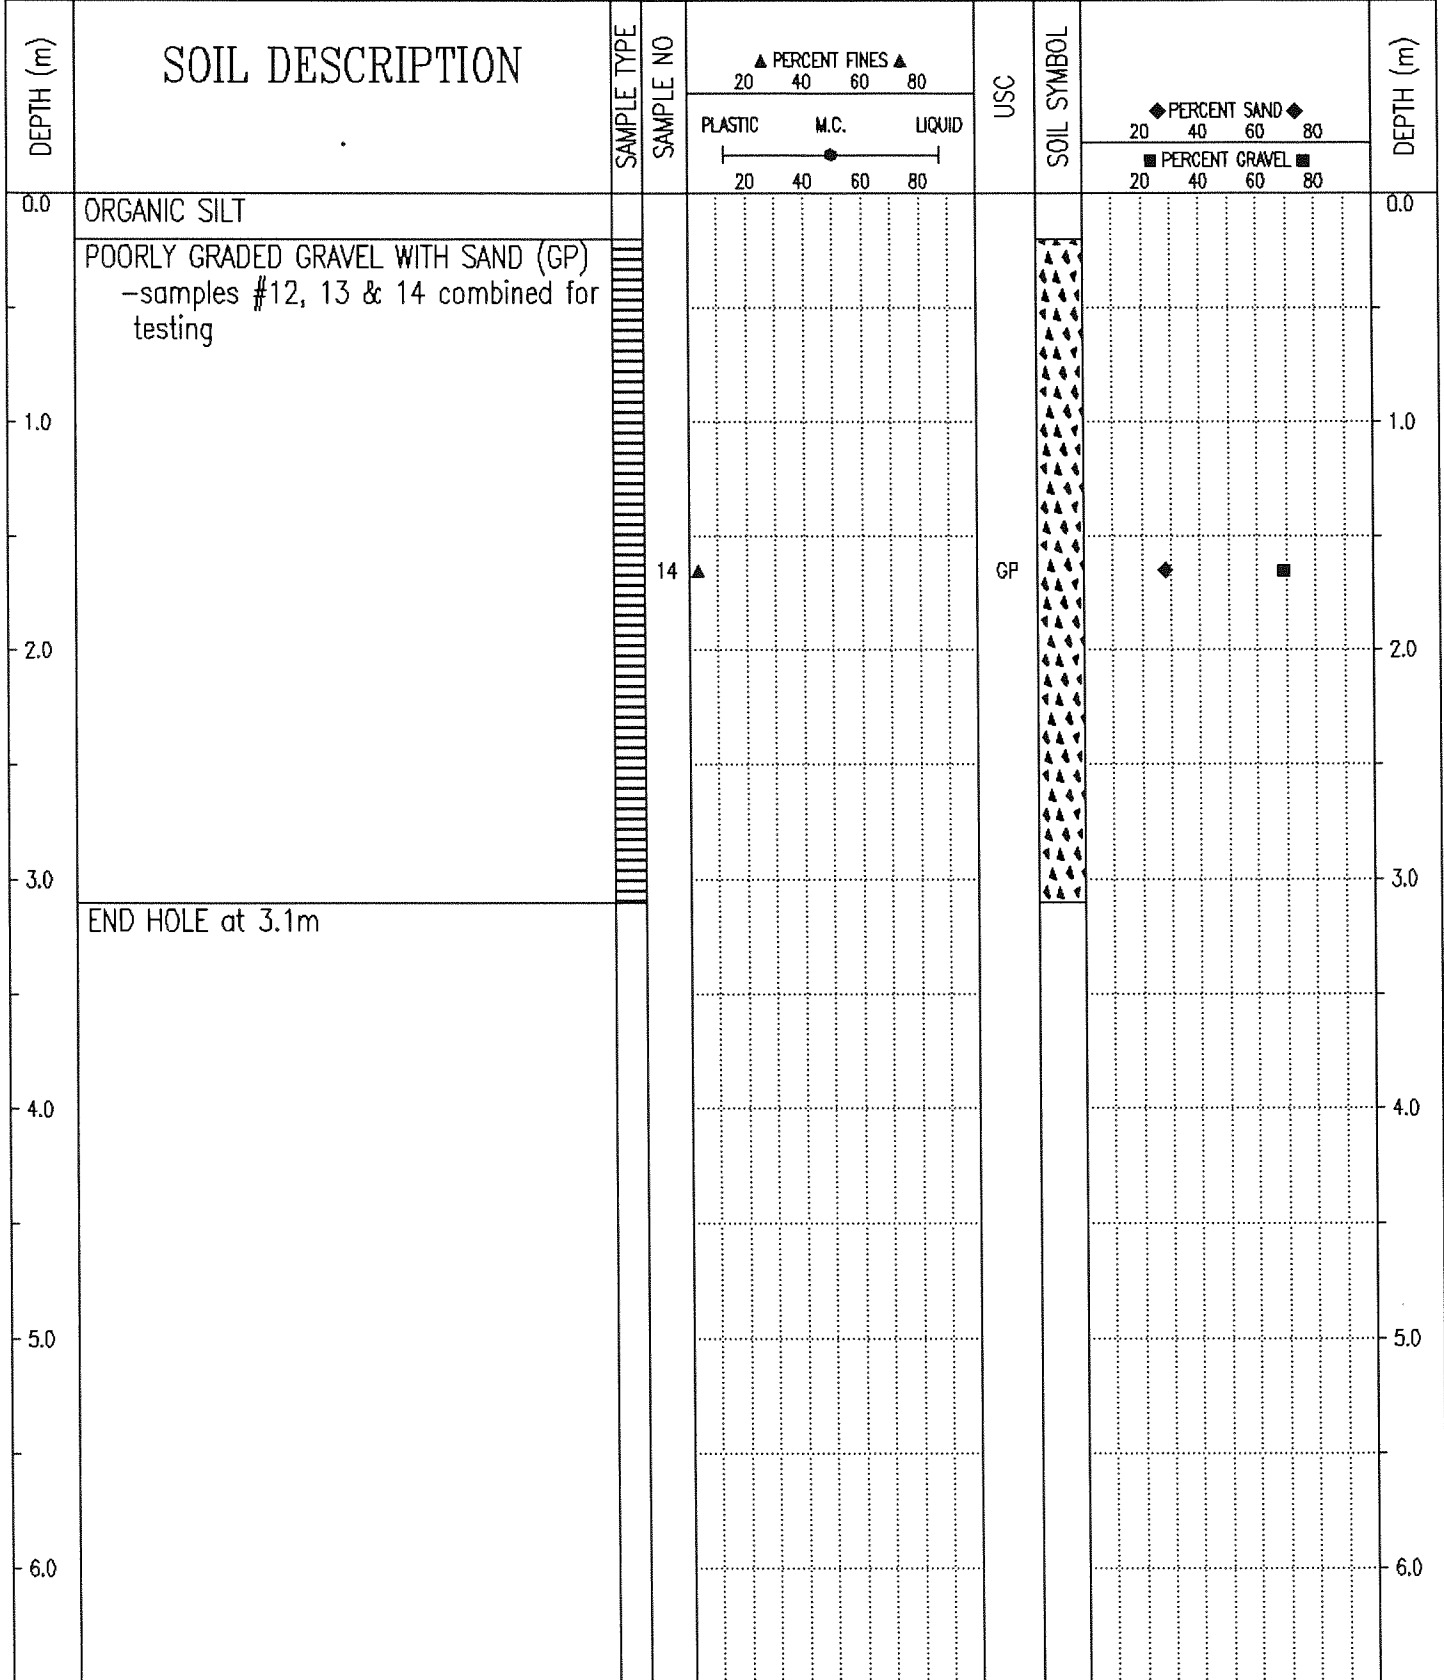 DEPTH (m)
SOIL DESCRIPTION
SAMPLE TYPE
SAMPLE NO
▲ PERCENT FINES ▲
20 40 60 80
PLASTIC M.C. LIQUID
20 40 60 80
USC
SOIL SYMBOL
◆ PERCENT SAND ◆
20 40 60 80
■ PERCENT GRAVEL ■
20 40 60 80
DEPTH (m)
0.0 ORGANIC SILT 0.0
POORLY GRADED GRAVEL WITH SAND (GP)
-samples #12, 13 & 14 combined for
testing
1.0 1.0
14 GP
2.0 2.0
3.0 3.0
END HOLE at 3.1m
4.0 4.0
5.0 5.0
6.0 6.0